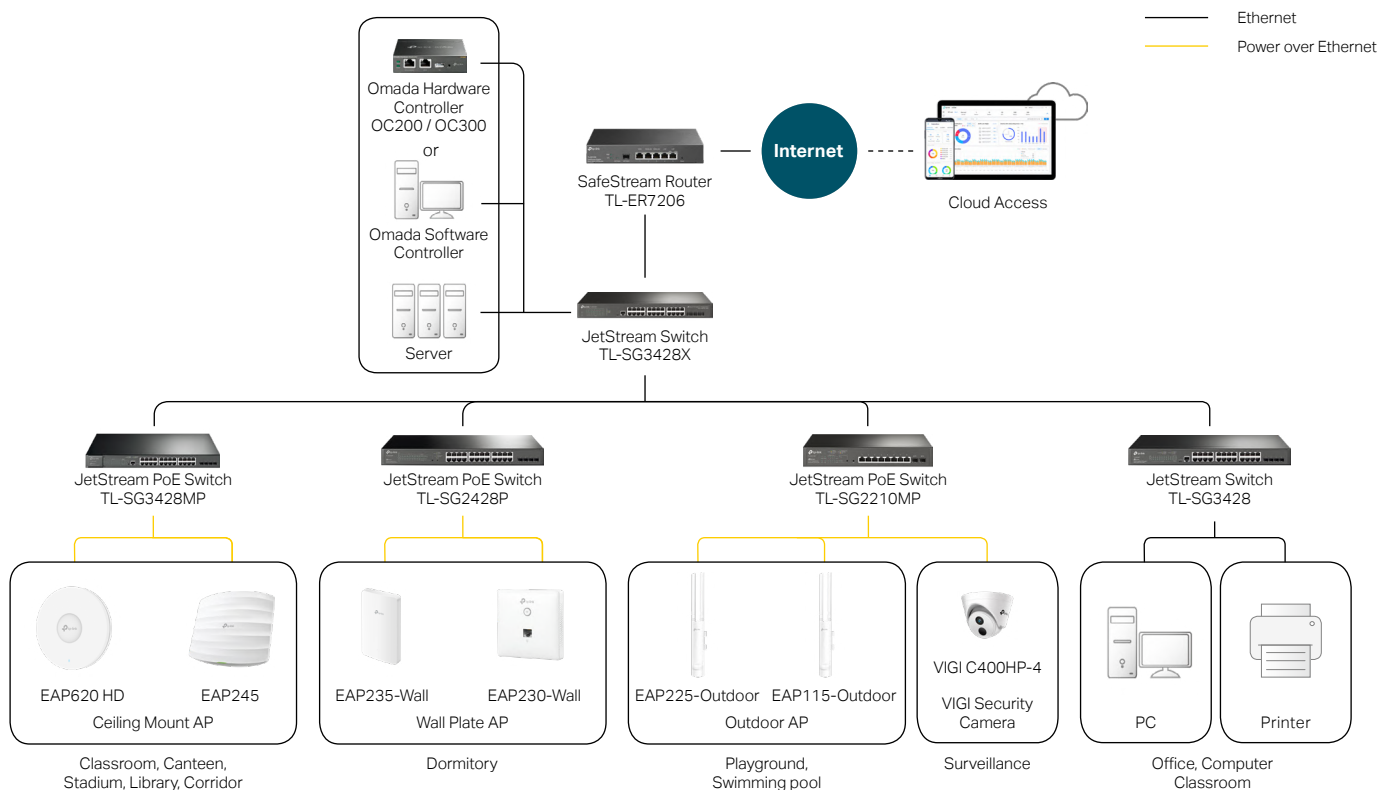 Ethernet
Power over Ethernet
Omada Hardware
Controller
OC200 / OC300
or
Omada Software
Controller
Server
SafeStream Router
TL-ER7206
Internet
Cloud Access
JetStream Switch
TL-SG3428X
JetStream PoE Switch
TL-SG3428MP
JetStream PoE Switch
TL-SG2428P
JetStream PoE Switch
TL-SG2210MP
JetStream Switch
TL-SG3428
EAP620 HD
EAP245
Ceiling Mount AP
Classroom, Canteen,
Stadium, Library, Corridor
EAP235-Wall
EAP230-Wall
Wall Plate AP
Dormitory
EAP225-Outdoor
EAP115-Outdoor
Outdoor AP
Playground,
Swimming pool
VIGI C400HP-4
VIGI Security
Camera
Surveillance
PC
Printer
Office, Computer
Classroom